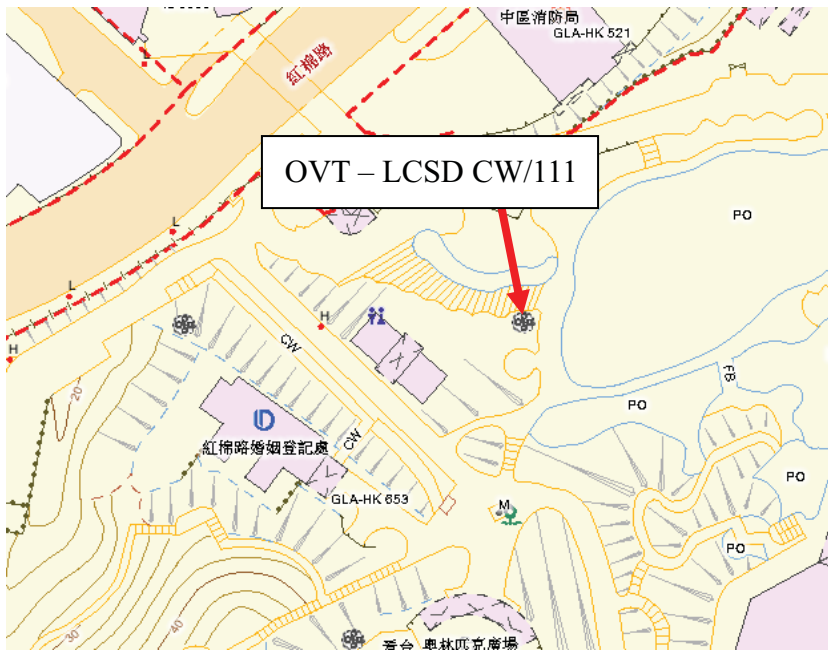 中區消防局
GLA-HK 521
紅棉路
L
OVT – LCSD CW/111
PO
L
L
H
H
CW
FB
20
PO
CW
紅棉路婚姻登記處
GLA-HK 653
M
PO
PO
30
40
看台 奧林匹克廣場